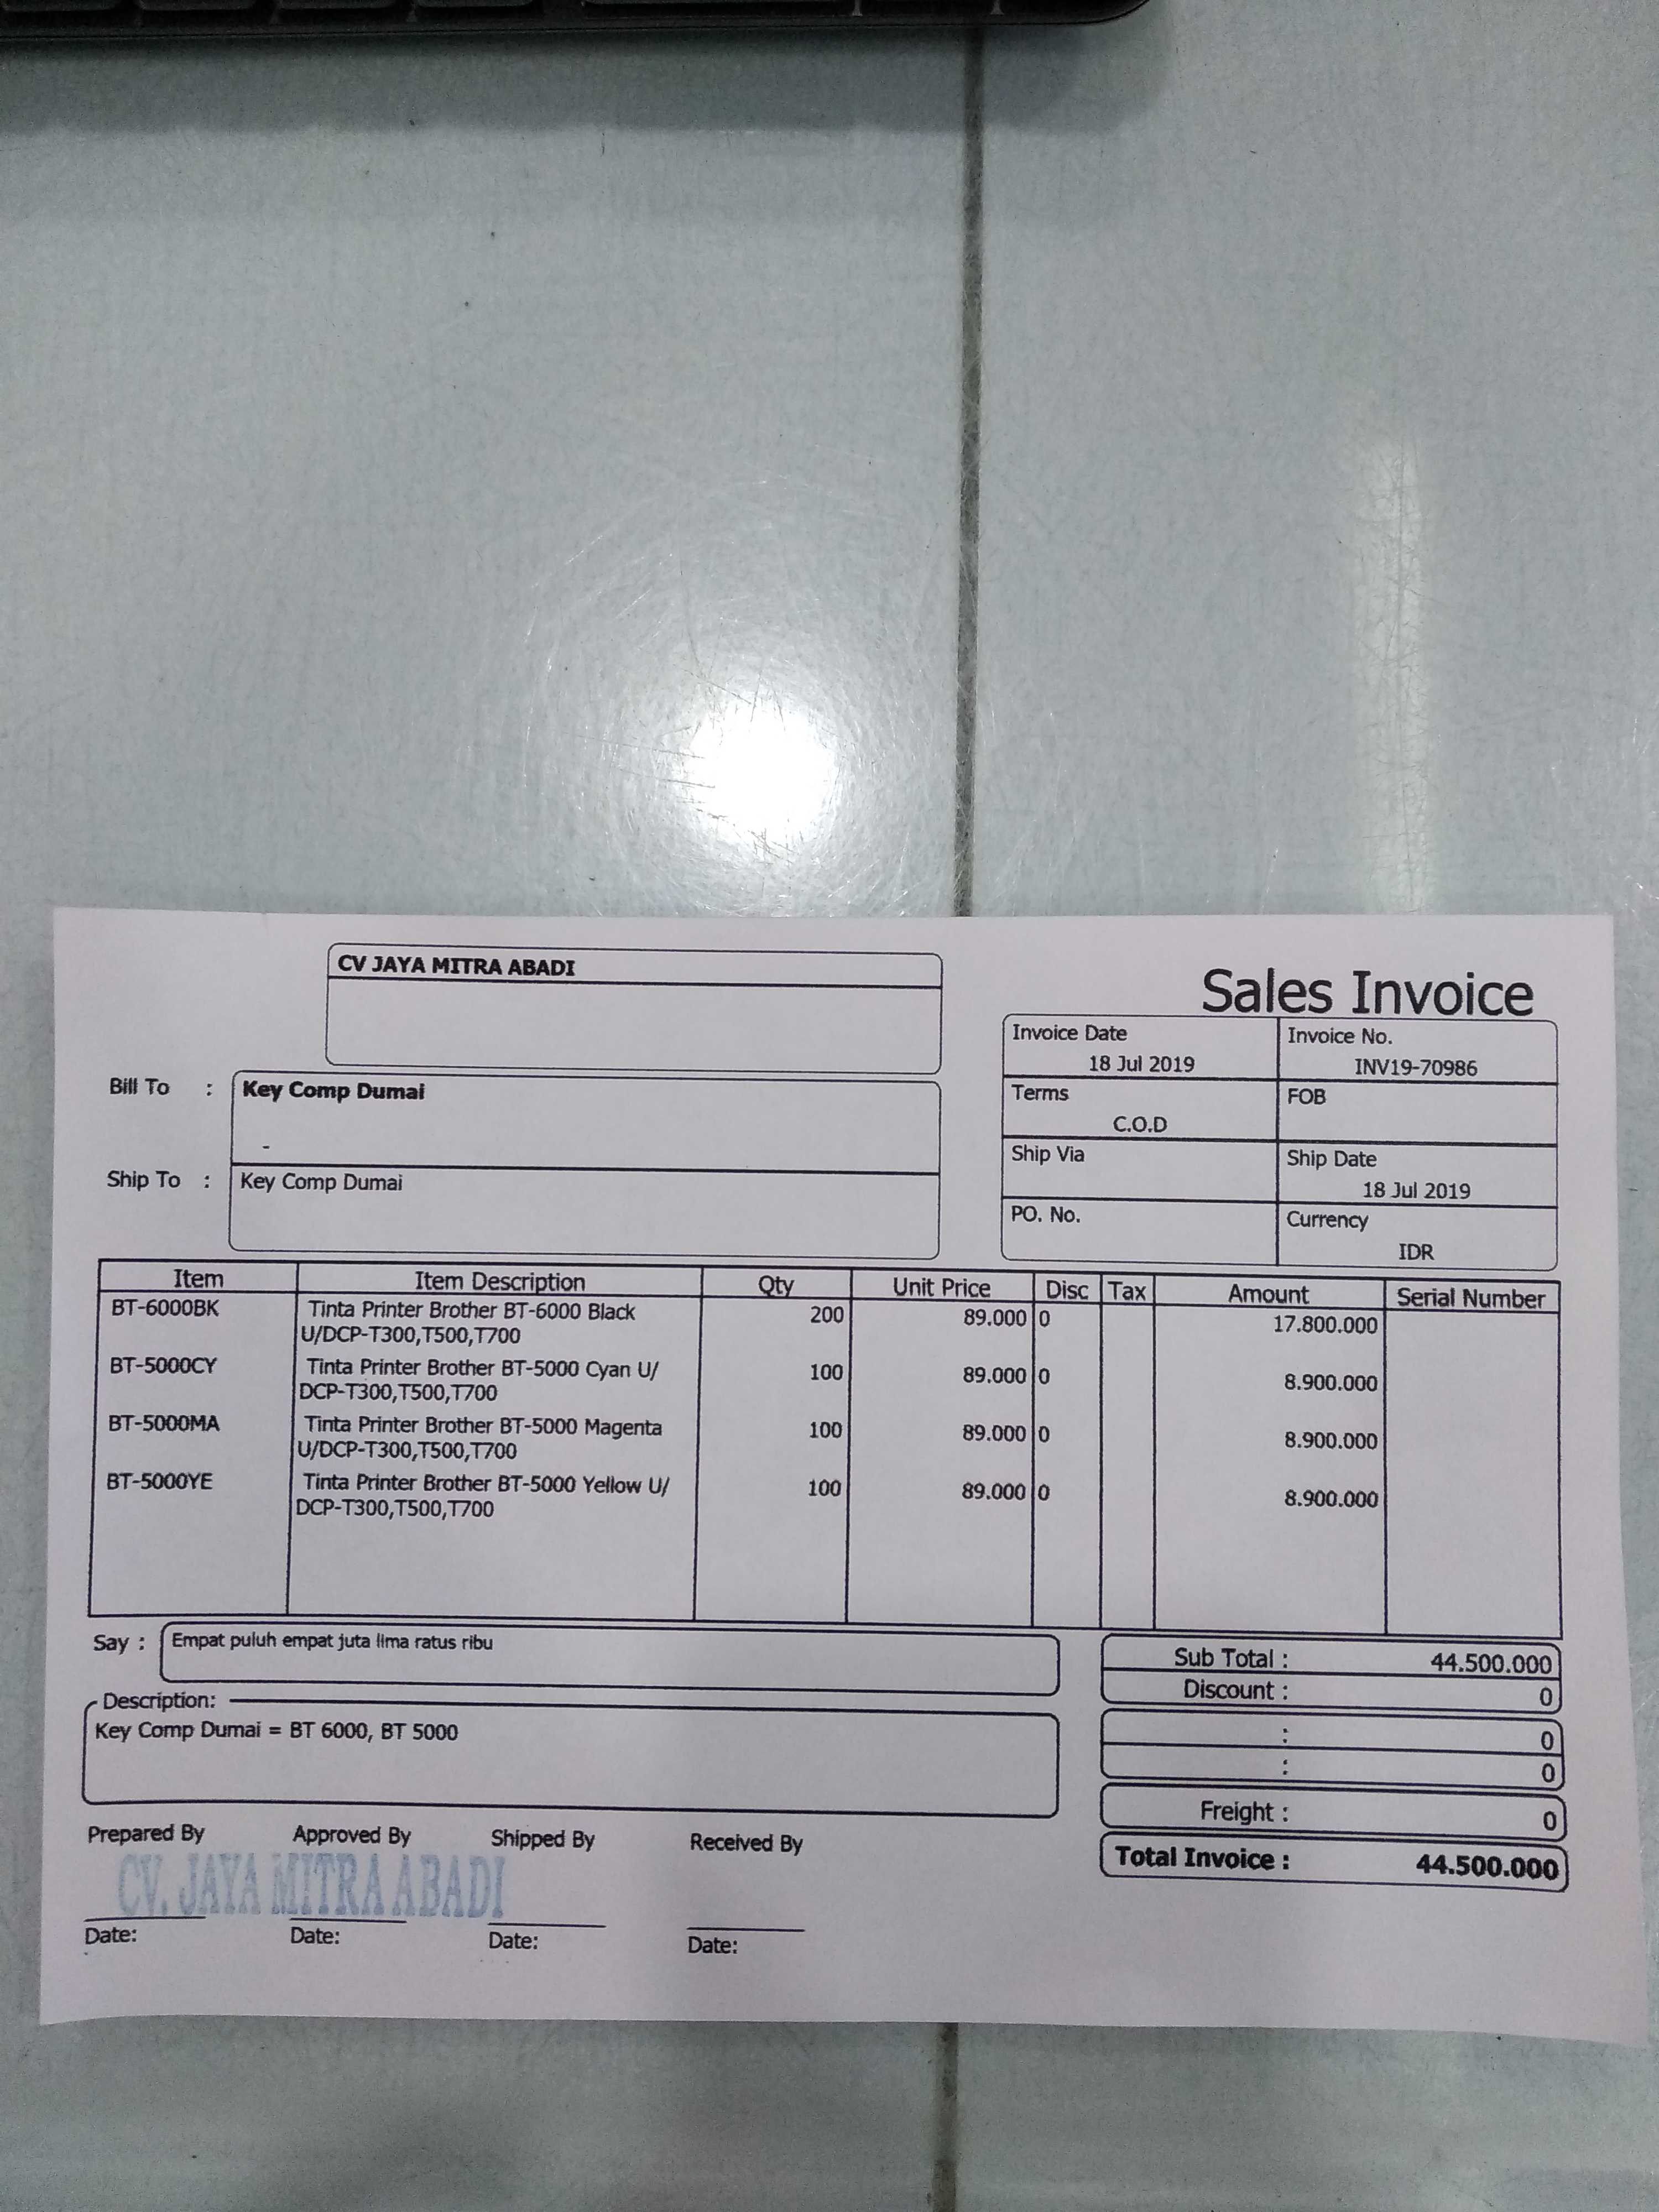 CV JAYA MITRA ABADI
Sales Invoice
Invoice Date
18 Jul 2019
Invoice No.
INV19-70986
Terms
C.O.D
FOB
Ship Via
Ship Date
18 Jul 2019
PO. No.
Currency
IDR
Bill To : Key Comp Dumai
-
Ship To : Key Comp Dumai
Item Item Description Qty Unit Price Disc Tax Amount Serial Number
BT-6000BK Tinta Printer Brother BT-6000 Black 200 89.000 0 17.800.000
U/DCP-T300,T500,T700
BT-5000CY Tinta Printer Brother BT-5000 Cyan U/ 100 89.000 0 8.900.000
DCP-T300,T500,T700
BT-5000MA Tinta Printer Brother BT-5000 Magenta 100 89.000 0 8.900.000
U/DCP-T300,T500,T700
BT-5000YE Tinta Printer Brother BT-5000 Yellow U/ 100 89.000 0 8.900.000
DCP-T300,T500,T700
Say : Empat puluh empat juta lima ratus ribu
Description:
Key Comp Dumai = BT 6000, BT 5000
Sub Total : 44.500.000
Discount : 0
: 0
: 0
Freight : 0
Total Invoice : 44.500.000
Prepared By Approved By Shipped By Received By
CV. JAYA MITRA ABADI
Date: Date: Date: Date: